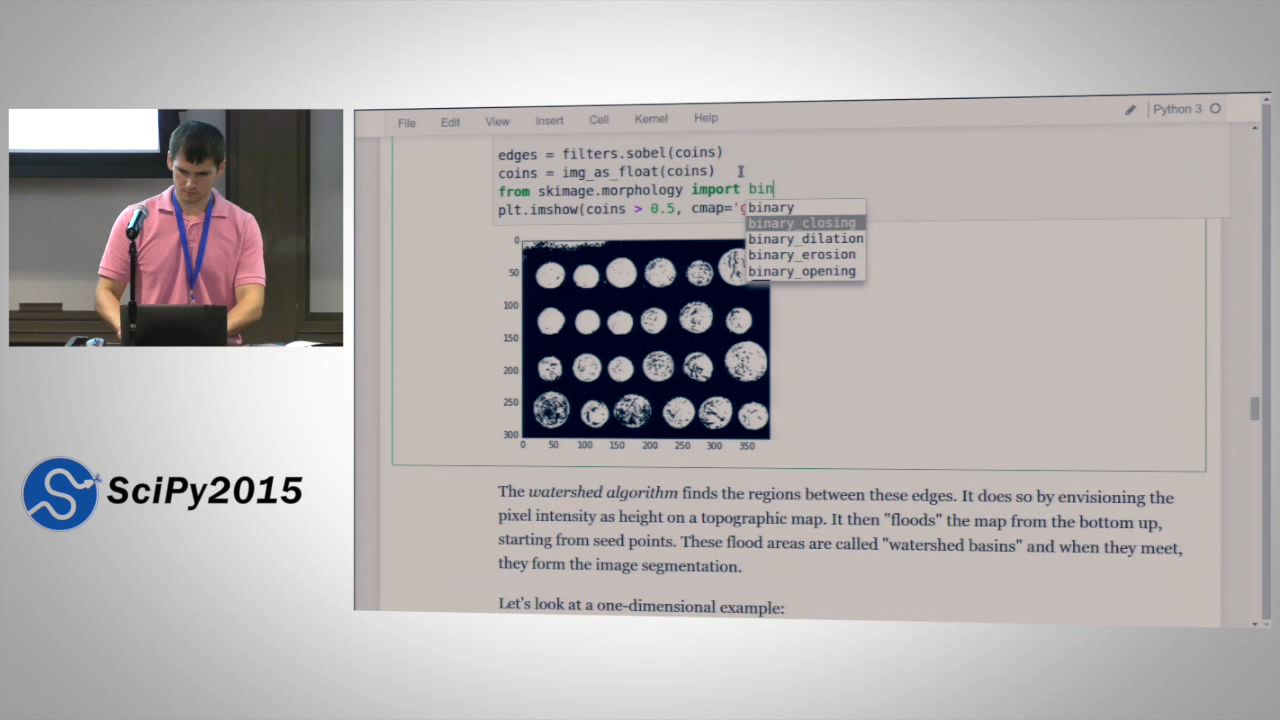 File Edit View Insert Cell Kernel Help Python 3
edges = filters.sobel(coins)
coins = img_as_float(coins)
from skimage.morphology import bin
plt.imshow(coins > 0.5, cmap='g
binary
binary_closing
binary_dilation
binary_erosion
binary_opening
0
50
100
150
200
250
300
0 50 100 150 200 250 300 350
The watershed algorithm finds the regions between these edges. It does so by envisioning the
pixel intensity as height on a topographic map. It then "floods" the map from the bottom up,
starting from seed points. These flood areas are called "watershed basins" and when they meet,
they form the image segmentation.
Let's look at a one-dimensional example:
SciPy2015